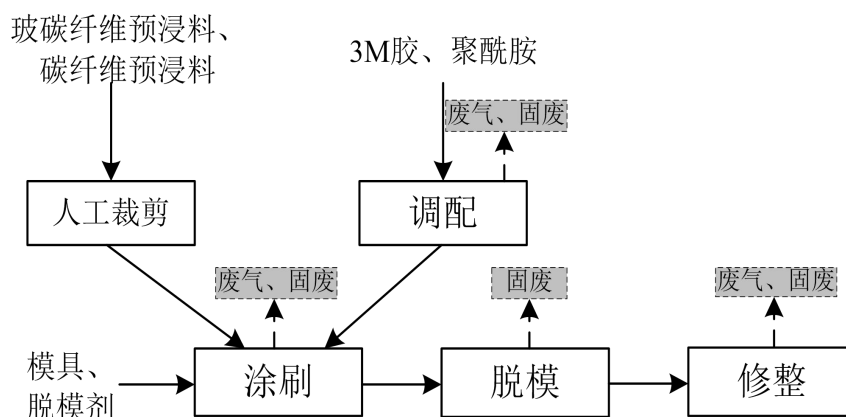 玻碳纤维预浸料、
碳纤维预浸料
3M胶、聚酰胺
废气、固废
人工裁剪
调配
废气、固废
固废
废气、固废
模具、
脱模剂
涂刷
脱模
修整